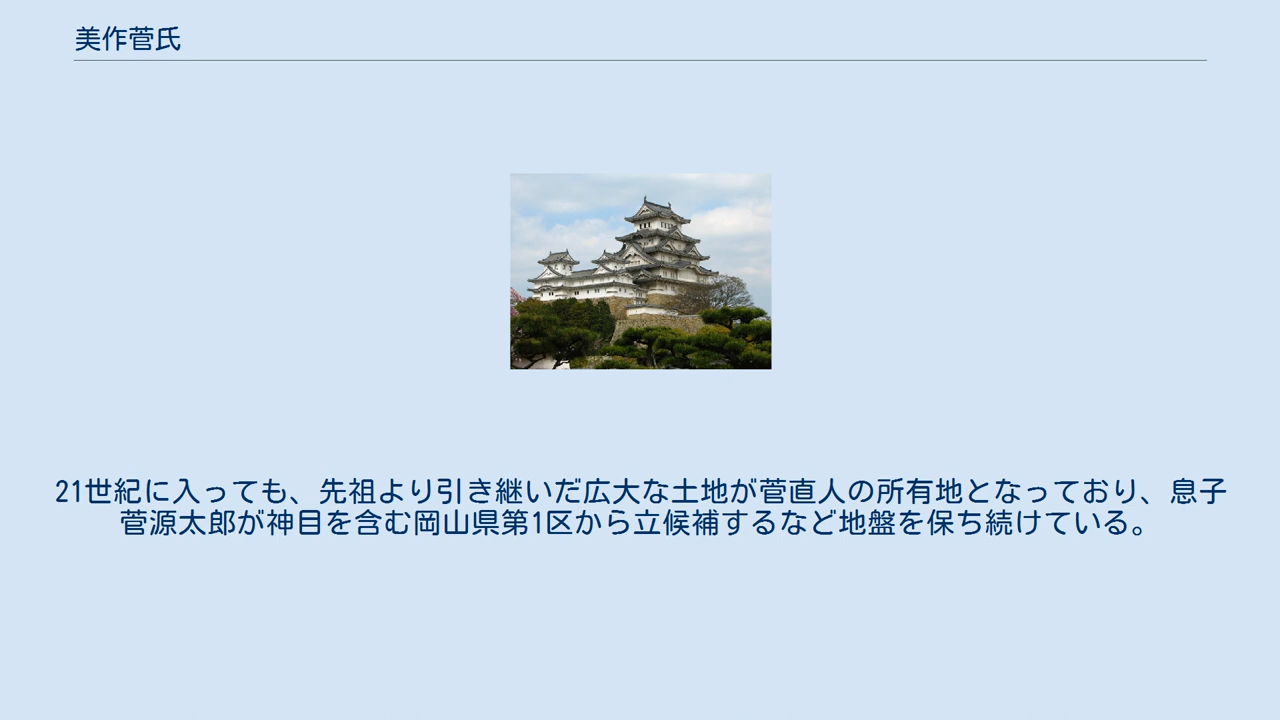 美作菅氏
21世紀に入っても、先祖より引き継いだ広大な土地が菅直人の所有地となっており、息子
菅源太郎が神目を含む岡山県第1区から立候補するなど地盤を保ち続けている。